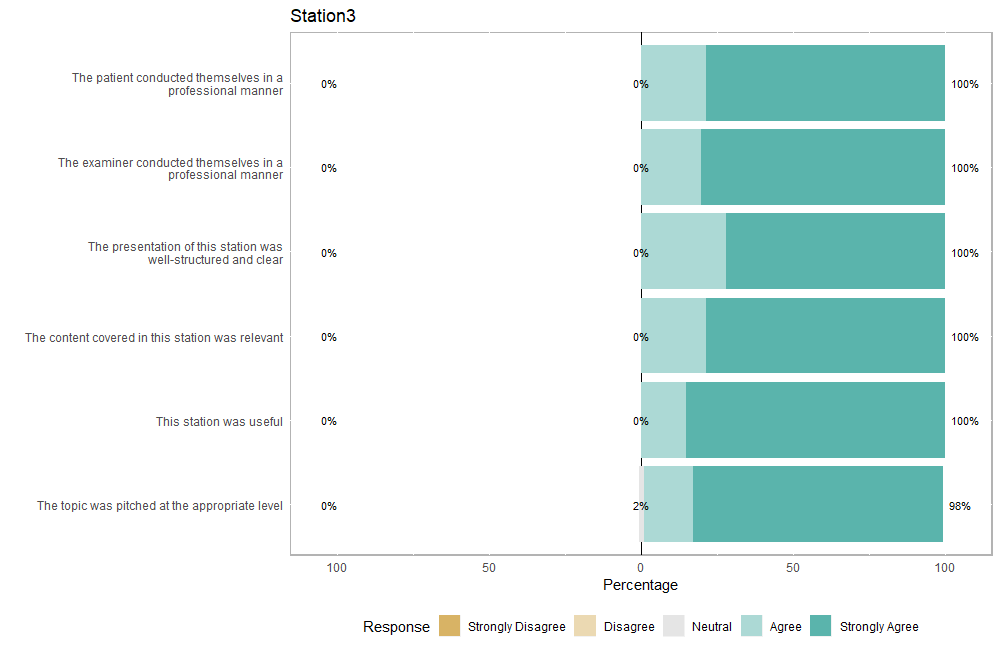 Station3
The patient conducted themselves in a
professional manner
0% 0% 100%
The examiner conducted themselves in a
professional manner
0% 0% 100%
The presentation of this station was
well-structured and clear
0% 0% 100%
The content covered in this station was relevant 0% 0% 100%
This station was useful 0% 0% 100%
The topic was pitched at the appropriate level 0% 2% 98%
100 50 0 50 100
Percentage
Response Strongly Disagree Disagree Neutral Agree Strongly Agree